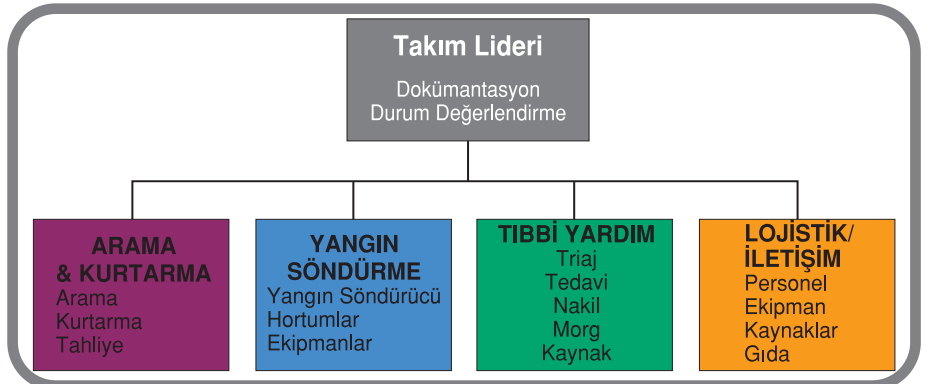 Takım Lideri
Dokümantasyon
Durum Değerlendirme
ARAMA
& KURTARMA
Arama
Kurtarma
Tahliye
YANGIN
SÖNDÜRME
Yangın Söndürücü
Hortumlar
Ekipmanlar
TIBBİ YARDIM
Triaj
Tedavi
Nakil
Morg
Kaynak
LOJİSTİK/
İLETİŞİM
Personel
Ekipman
Kaynaklar
Gıda